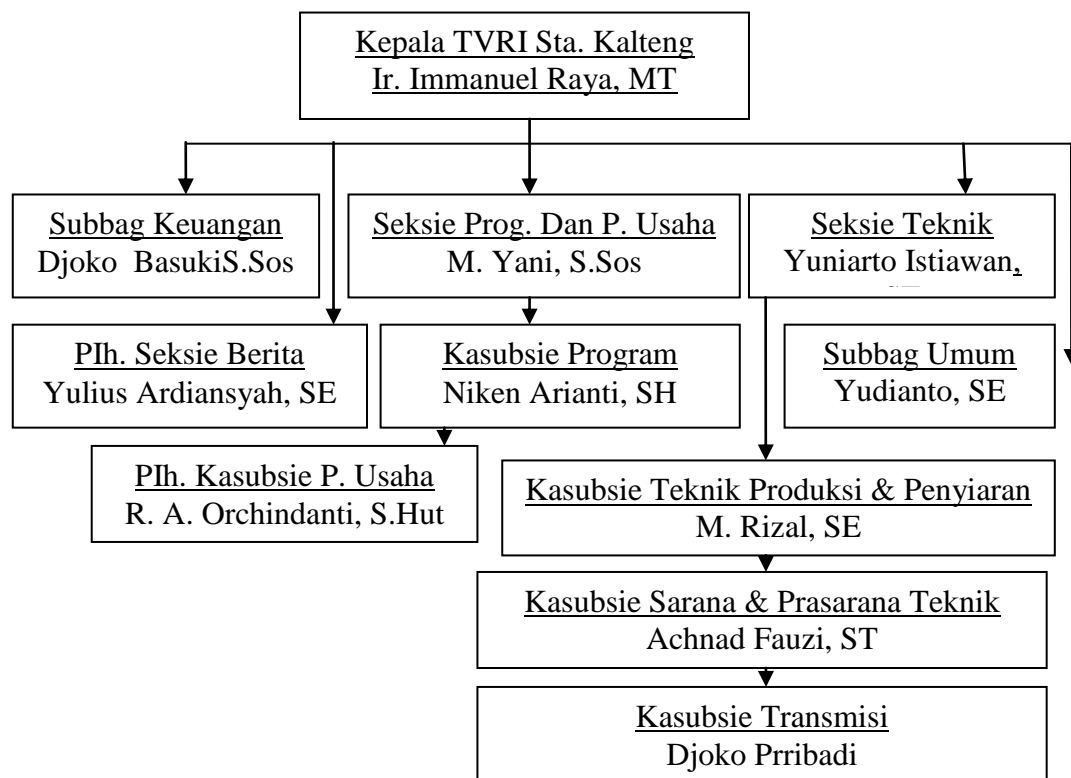 Kepala TVRI Sta. Kalteng
Ir. Immanuel Raya, MT
Subbag Keuangan
Djoko BasukiS.Sos
Seksie Prog. Dan P. Usaha
M. Yani, S.Sos
Seksie Teknik
Yuniarto Istiawan,
PIh. Seksie Berita
Yulius Ardiansyah, SE
Kasubsie Program
Niken Arianti, SH
Subbag Umum
Yudianto, SE
PIh. Kasubsie P. Usaha
R. A. Orchindanti, S.Hut
Kasubsie Teknik Produksi & Penyiaran
M. Rizal, SE
Kasubsie Sarana & Prasarana Teknik
Achnad Fauzi, ST
Kasubsie Transmisi
Djoko Prribadi